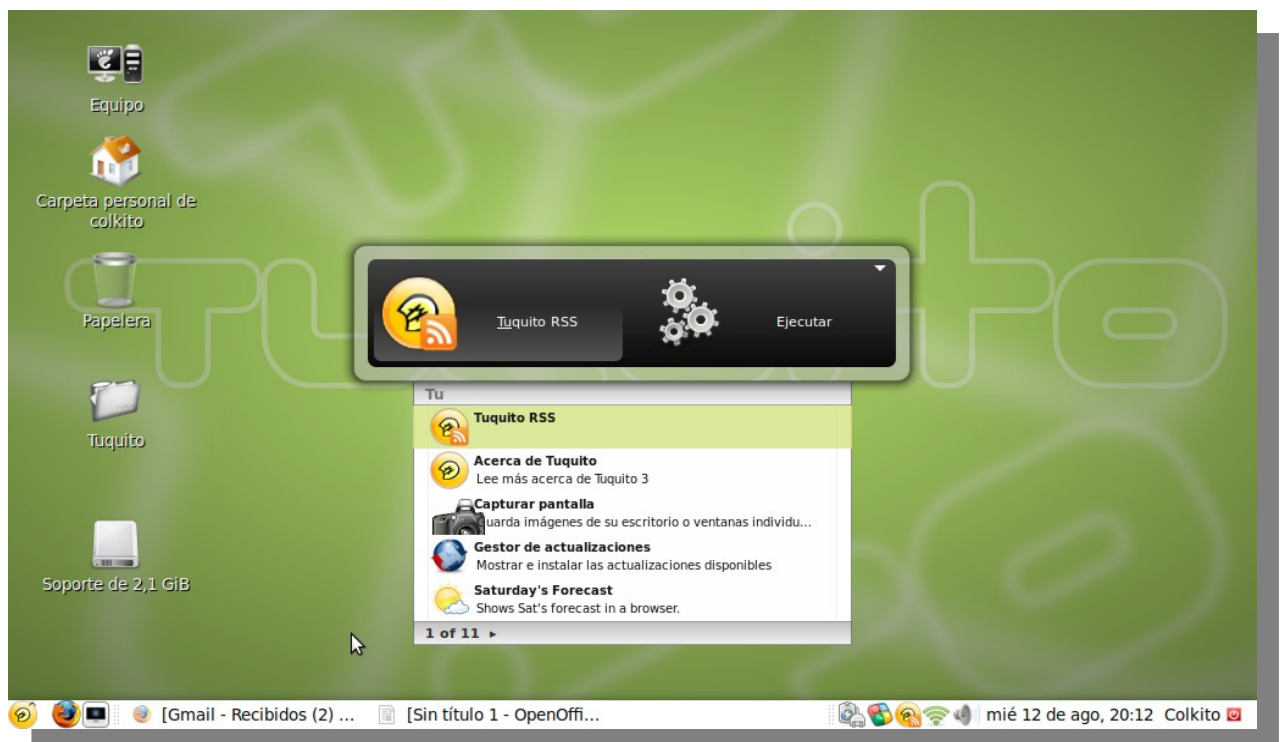 Equipo
Carpeta personal de
colkito
Papelera
Tuquito
Soporte de 2,1 GiB
Tuquito
Tuquito RSS
Ejecutar
Tu
Tuquito RSS
Acerca de Tuquito
Lee más acerca de Tuquito 3
Capturar pantalla
Guarda imágenes de su escritorio o ventanas individu...
Gestor de actualizaciones
Mostrar e instalar las actualizaciones disponibles
Saturday's Forecast
Shows Sat's forecast in a browser.
1 of 11
[Gmail - Recibidos (2) ...
[Sin título 1 - OpenOffi...
mié 12 de ago, 20:12 Colkito